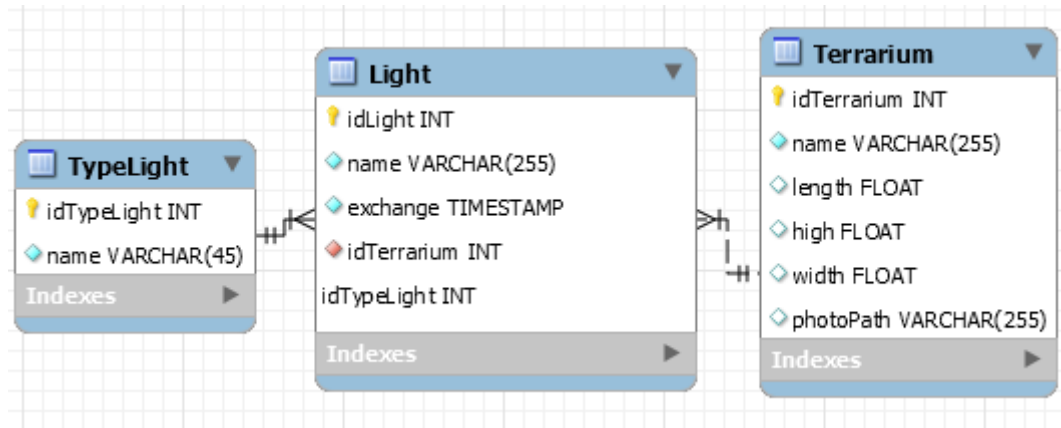 TypeLight
idTypeLight INT
name VARCHAR(45)
Indexes
Light
idLight INT
name VARCHAR(255)
exchange TIMESTAMP
idTerrarium INT
idTypeLight INT
Indexes
Terrarium
idTerrarium INT
name VARCHAR(255)
length FLOAT
high FLOAT
width FLOAT
photoPath VARCHAR(255)
Indexes